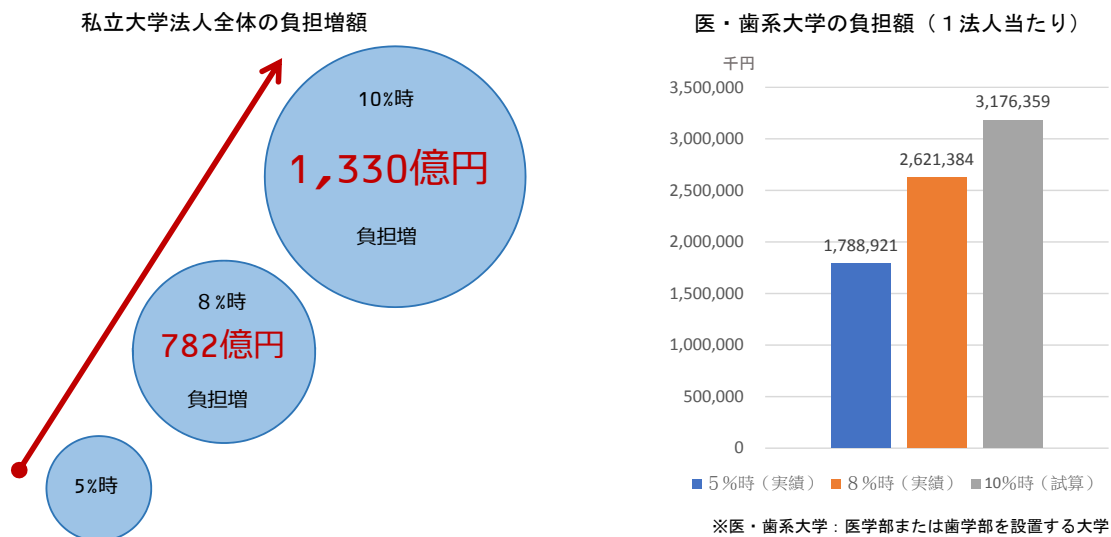 私立大学法人全体の負担増額
10%時
1,330億円
負担増
8%時
782億円
負担増
5%時
医・歯系大学の負担額（１法人当たり）
千円
3,500,000
3,000,000
2,500,000
2,000,000
1,500,000
1,000,000
500,000
0
1,788,921
2,621,384
3,176,359
５％時（実績） ８％時（実績） 10％時（試算）
※医・歯系大学：医学部または歯学部を設置する大学